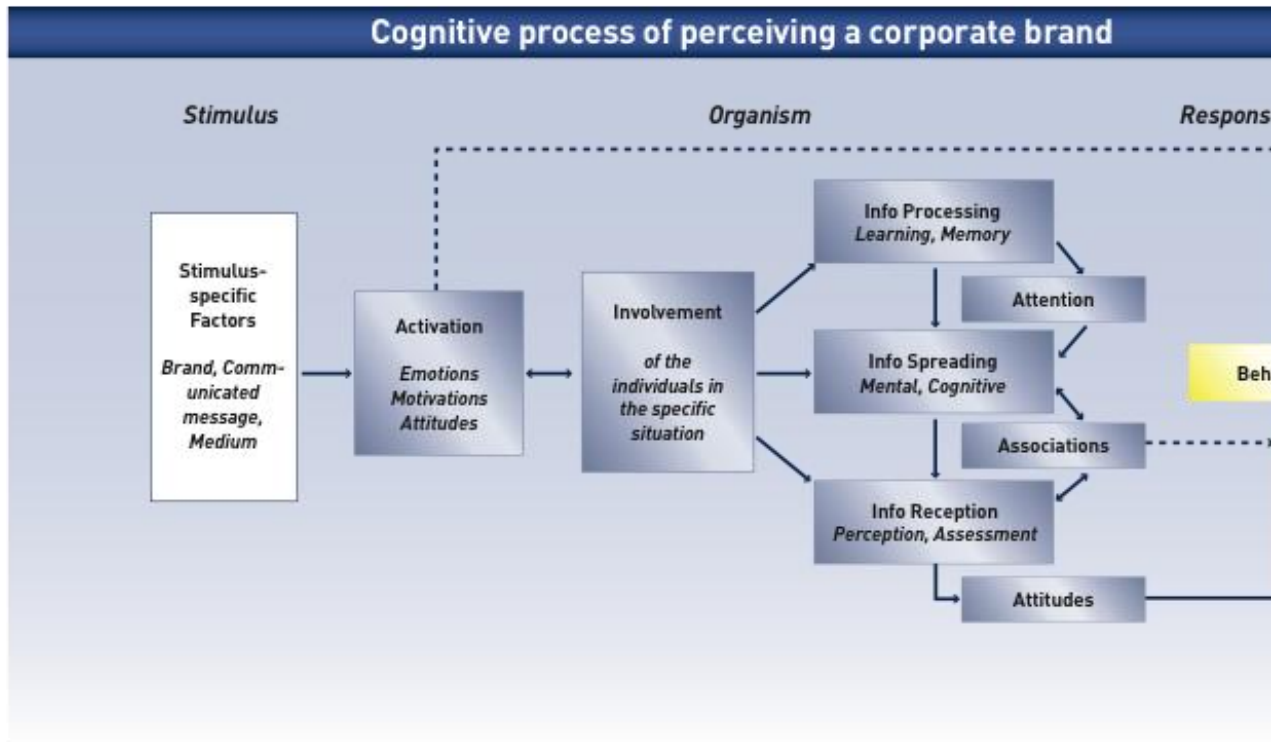 Cognitive process of perceiving a corporate brand
Stimulus
Organism
Respons
Stimulus-
specific
Factors
Brand, Comm-
unicated
message,
Medium
Activation
Emotions
Motivations
Attitudes
Involvement
of the
individuals in
the specific
situation
Info Processing
Learning, Memory
Attention
Info Spreading
Mental, Cognitive
Associations
Info Reception
Perception, Assessment
Attitudes
Beh